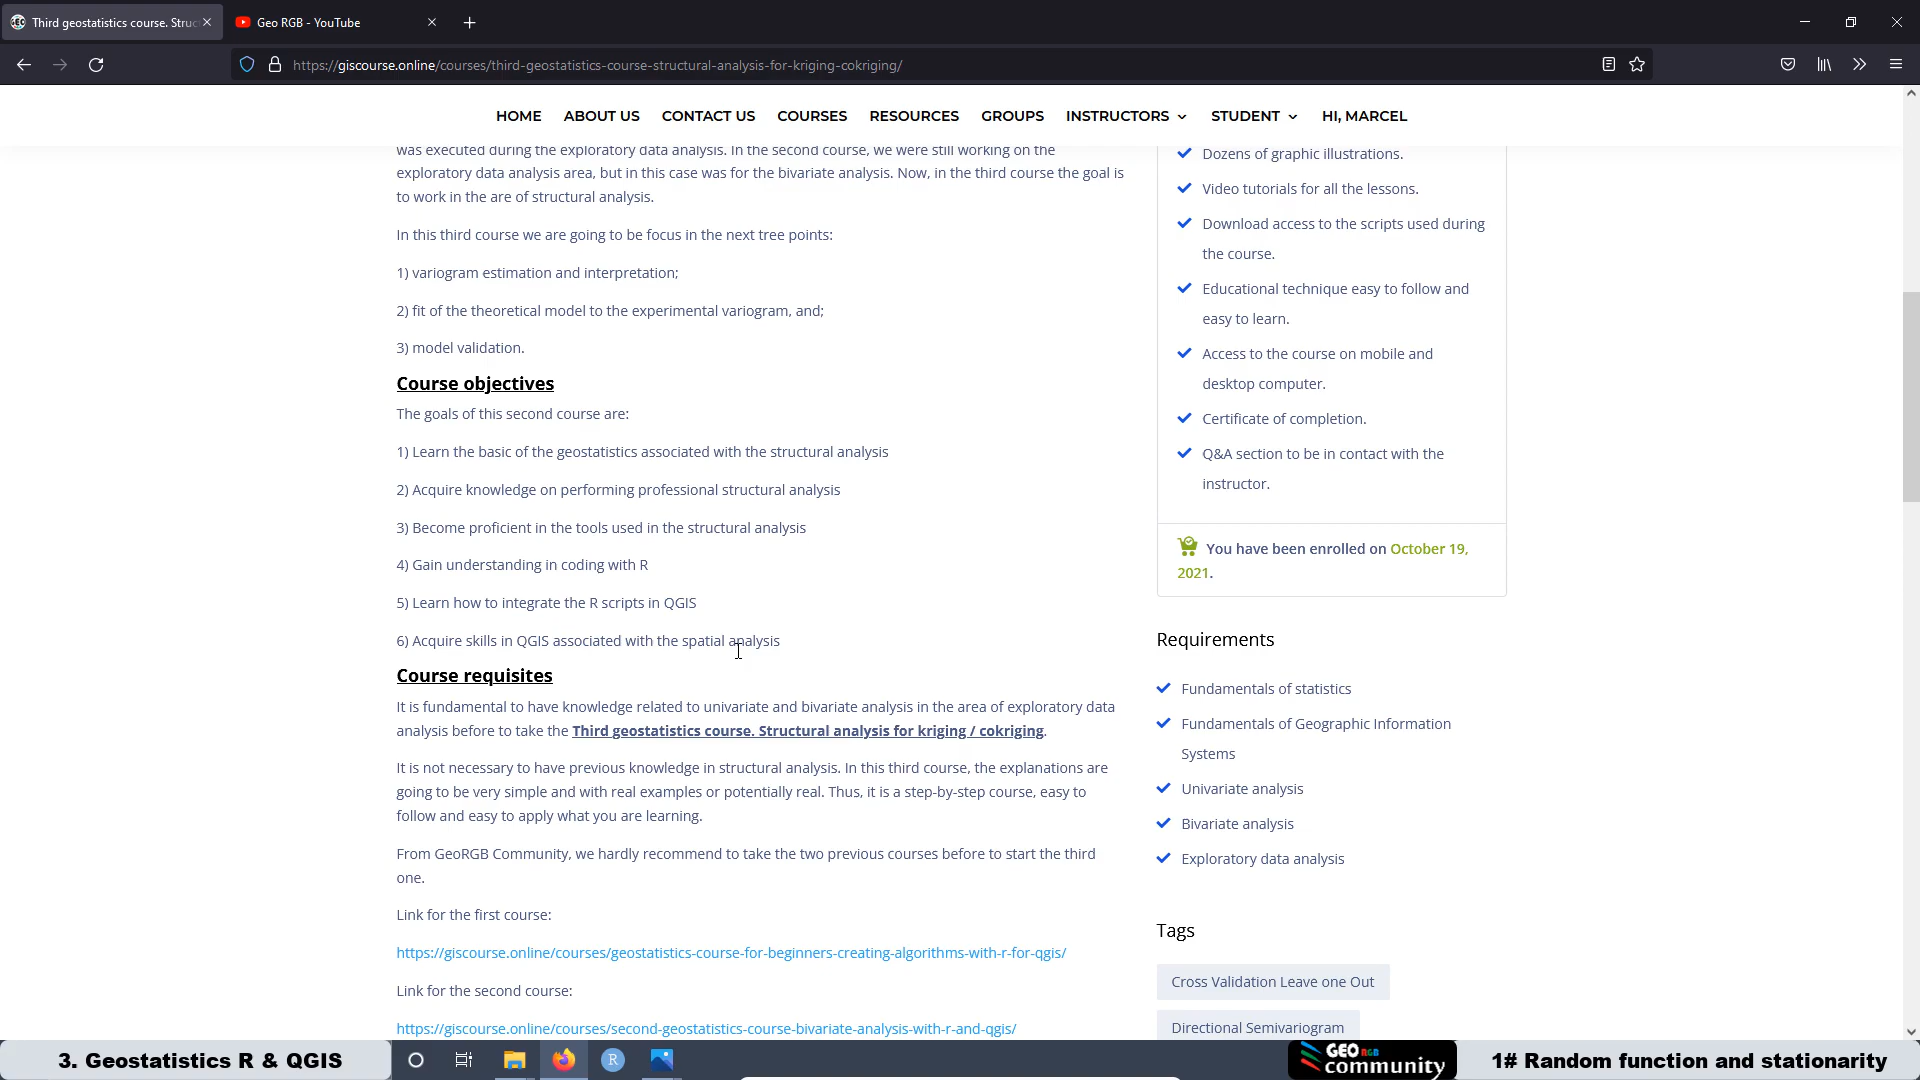 Third geostatistics course. Struc
Geo RGB - YouTube
https://giscourse.online/courses/third-geostatistics-course-structural-analysis-for-kriging-cokriging/
HOME ABOUT US CONTACT US COURSES RESOURCES GROUPS INSTRUCTORS STUDENT HI, MARCEL
was executed during the exploratory data analysis. In the second course, we were still working on the
exploratory data analysis area, but in this case was for the bivariate analysis. Now, in the third course the goal is
to work in the are of structural analysis.
In this third course we are going to be focus in the next tree points:
1) variogram estimation and interpretation;
2) fit of the theoretical model to the experimental variogram, and;
3) model validation.
Course objectives
The goals of this second course are:
1) Learn the basic of the geostatistics associated with the structural analysis
2) Acquire knowledge on performing professional structural analysis
3) Become proficient in the tools used in the structural analysis
4) Gain understanding in coding with R
5) Learn how to integrate the R scripts in QGIS
6) Acquire skills in QGIS associated with the spatial analysis
Course requisites
It is fundamental to have knowledge related to univariate and bivariate analysis in the area of exploratory data
analysis before to take the Third geostatistics course. Structural analysis for kriging / cokriging.
It is not necessary to have previous knowledge in structural analysis. In this third course, the explanations are
going to be very simple and with real examples or potentially real. Thus, it is a step-by-step course, easy to
follow and easy to apply what you are learning.
From GeoRGB Community, we hardly recommend to take the two previous courses before to start the third
one.
Link for the first course:
https://giscourse.online/courses/geostatistics-course-for-beginners-creating-algorithms-with-r-for-qgis/
Link for the second course:
https://giscourse.online/courses/second-geostatistics-course-bivariate-analysis-with-r-and-qgis/
Dozens of graphic illustrations.
Video tutorials for all the lessons.
Download access to the scripts used during
the course.
Educational technique easy to follow and
easy to learn.
Access to the course on mobile and
desktop computer.
Certificate of completion.
Q&A section to be in contact with the
instructor.
You have been enrolled on October 19,
2021.
Requirements
Fundamentals of statistics
Fundamentals of Geographic Information
Systems
Univariate analysis
Bivariate analysis
Exploratory data analysis
Tags
Cross Validation Leave one Out
Directional Semivariogram
3. Geostatistics R & QGIS
R
GEO RGB
community
1# Random function and stationarity